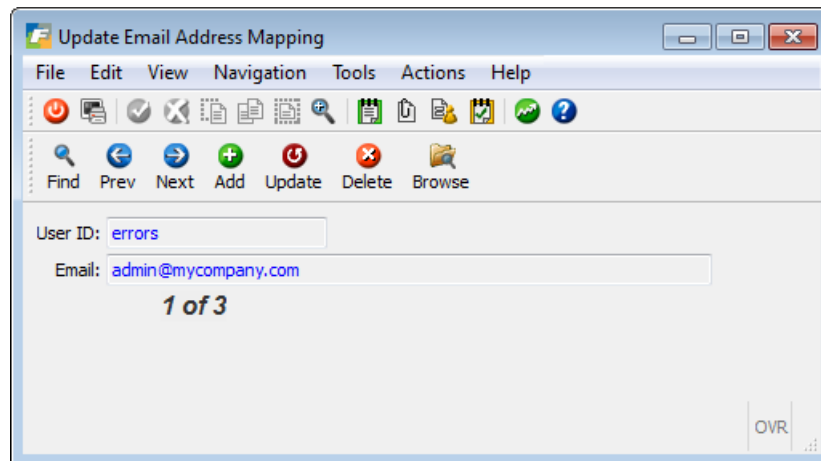 Update Email Address Mapping
File Edit View Navigation Tools Actions Help
Find Prev Next Add Update Delete Browse
User ID: errors
Email: admin@mycompany.com
1 of 3
OVR